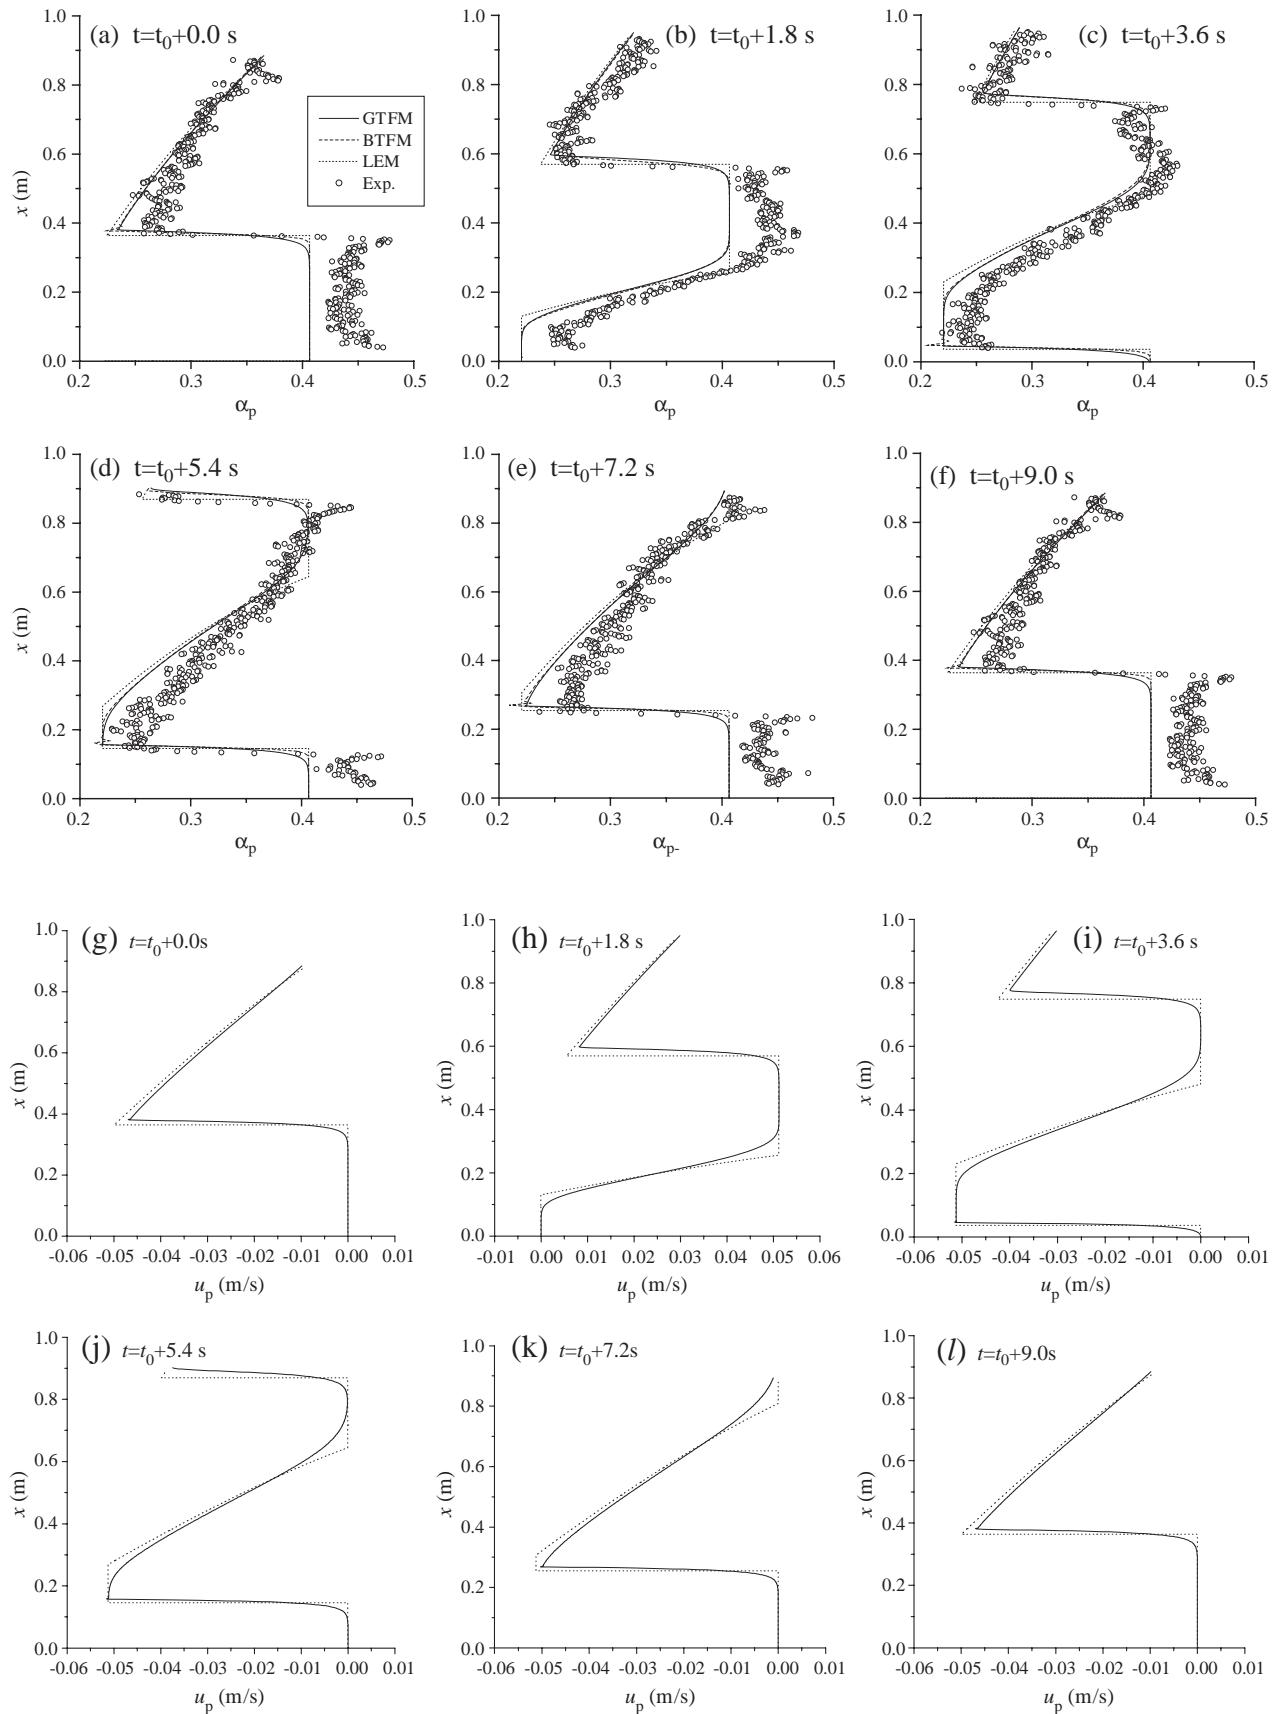 (a) t=t0+0.0 s
GTFM
BTFM
LEM
Exp.
1.0
0.8
0.6
0.4
0.2
0.0
x (m)
0.2 0.3 0.4 0.5
αp
(b) t=t0+1.8 s
1.0
0.8
0.6
0.4
0.2
0.0
0.2 0.3 0.4 0.5
αp
(c) t=t0+3.6 s
1.0
0.8
0.6
0.4
0.2
0.0
0.2 0.3 0.4 0.5
αp
(d) t=t0+5.4 s
1.0
0.8
0.6
0.4
0.2
0.0
x (m)
0.2 0.3 0.4 0.5
αp
(e) t=t0+7.2 s
1.0
0.8
0.6
0.4
0.2
0.0
0.2 0.3 0.4 0.5
αp-
(f) t=t0+9.0 s
1.0
0.8
0.6
0.4
0.2
0.0
0.2 0.3 0.4 0.5
αp
(g) t=t0+0.0s
1.0
0.8
0.6
0.4
0.2
0.0
x (m)
-0.06 -0.05 -0.04 -0.03 -0.02 -0.01 0.00 0.01
up (m/s)
(h) t=t0+1.8 s
1.0
0.8
0.6
0.4
0.2
0.0
x (m)
-0.01 0.00 0.01 0.02 0.03 0.04 0.05 0.06
up (m/s)
(i) t=t0+3.6 s
1.0
0.8
0.6
0.4
0.2
0.0
x (m)
-0.06 -0.05 -0.04 -0.03 -0.02 -0.01 0.00 0.01
up (m/s)
(j) t=t0+5.4 s
1.0
0.8
0.6
0.4
0.2
0.0
x (m)
-0.06 -0.05 -0.04 -0.03 -0.02 -0.01 0.00 0.01
up (m/s)
(k) t=t0+7.2s
1.0
0.8
0.6
0.4
0.2
0.0
x (m)
-0.06 -0.05 -0.04 -0.03 -0.02 -0.01 0.00 0.01
up (m/s)
(l) t=t0+9.0s
1.0
0.8
0.6
0.4
0.2
0.0
x (m)
-0.06 -0.05 -0.04 -0.03 -0.02 -0.01 0.00 0.01
up (m/s)